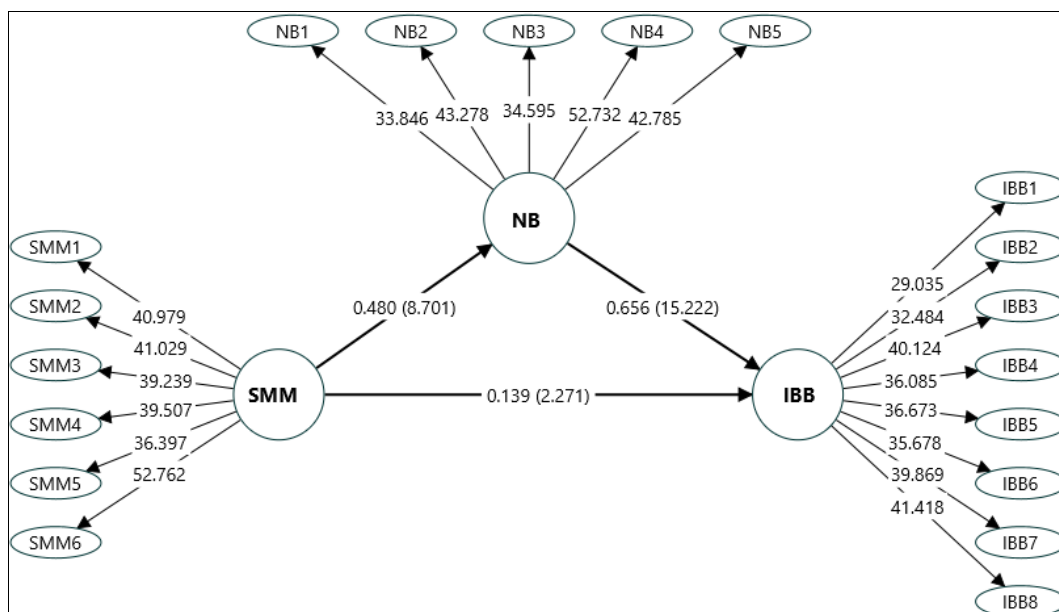 NB1
NB2
NB3
NB4
NB5
33.846
43.278
34.595
52.732
42.785
NB
SMM1
SMM2
SMM3
SMM4
SMM5
SMM6
40.979
41.029
39.239
39.507
36.397
52.762
SMM
0.480 (8.701)
0.656 (15.222)
0.139 (2.271)
IBB
29.035
32.484
40.124
36.085
36.673
35.678
39.869
41.418
IBB1
IBB2
IBB3
IBB4
IBB5
IBB6
IBB7
IBB8